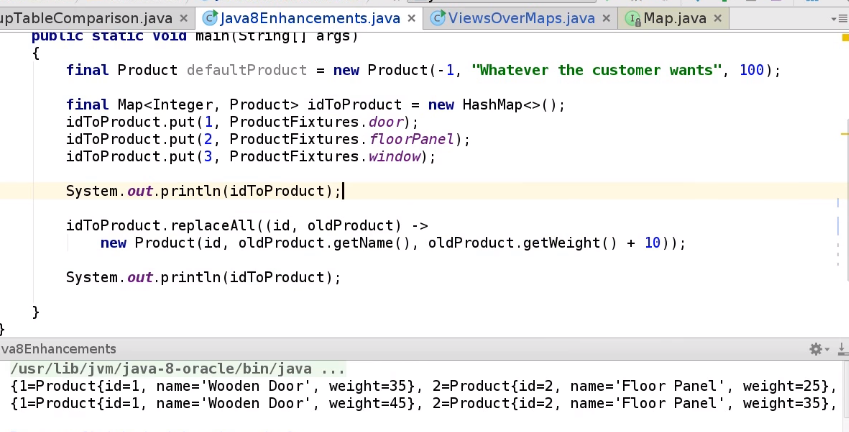 upTableComparison.java × Java8Enhancements.java × ViewsOverMaps.java × Map.java ×
public static void main(String[] args)
{
final Product defaultProduct = new Product(-1, "Whatever the customer wants", 100);
final Map<Integer, Product> idToProduct = new HashMap<>();
idToProduct.put(1, ProductFixtures.door);
idToProduct.put(2, ProductFixtures.floorPanel);
idToProduct.put(3, ProductFixtures.window);
System.out.println(idToProduct);
idToProduct.replaceAll((id, oldProduct) ->
new Product(id, oldProduct.getName(), oldProduct.getWeight() + 10));
System.out.println(idToProduct);
}
}
va8Enhancements
/usr/lib/jvm/java-8-oracle/bin/java ...
{1=Product{id=1, name='Wooden Door', weight=35}, 2=Product{id=2, name='Floor Panel', weight=25},
{1=Product{id=1, name='Wooden Door', weight=45}, 2=Product{id=2, name='Floor Panel', weight=35},